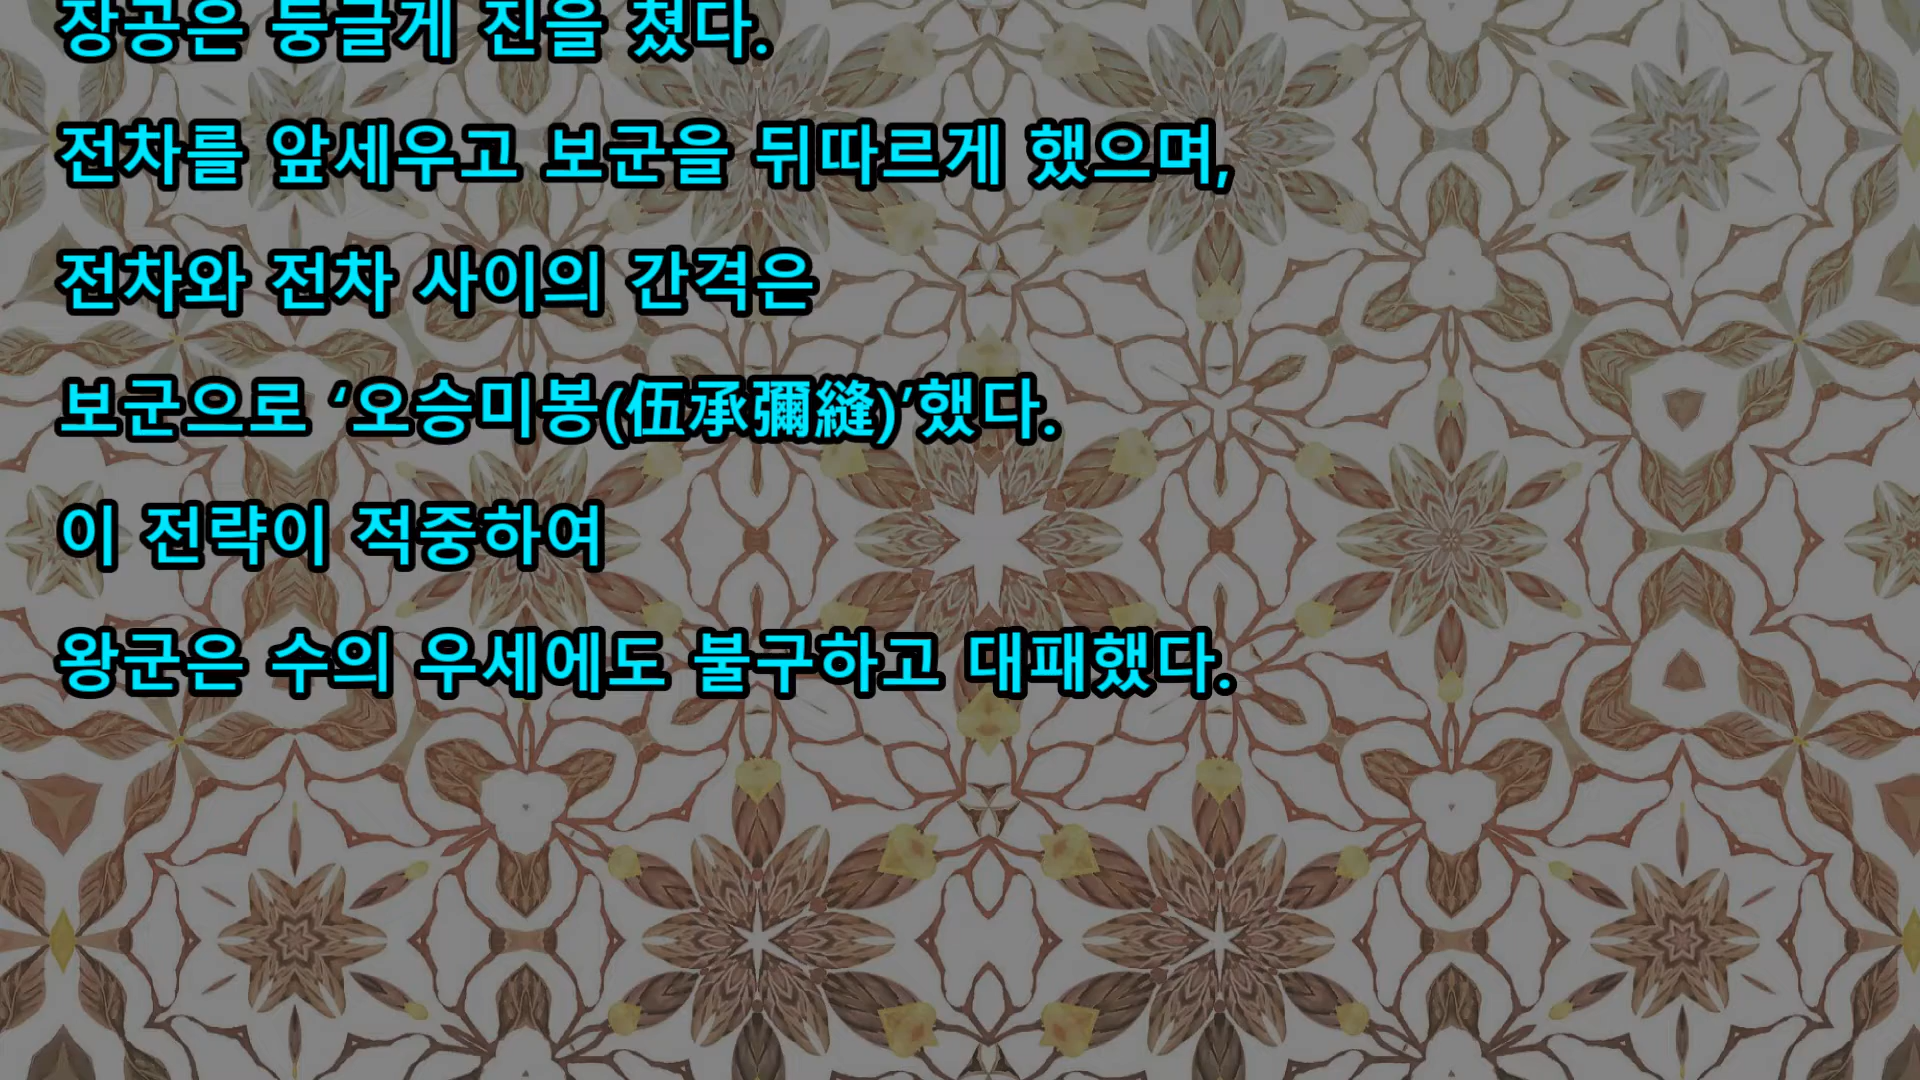 장공은 둥글게 진을 쳤다.
전차를 앞세우고 보군을 뒤따르게 했으며,
전차와 전차 사이의 간격은
보군으로 ‘오승미봉(伍承彌縫)’했다.
이 전략이 적중하여
왕군은 수의 우세에도 불구하고 대패했다.